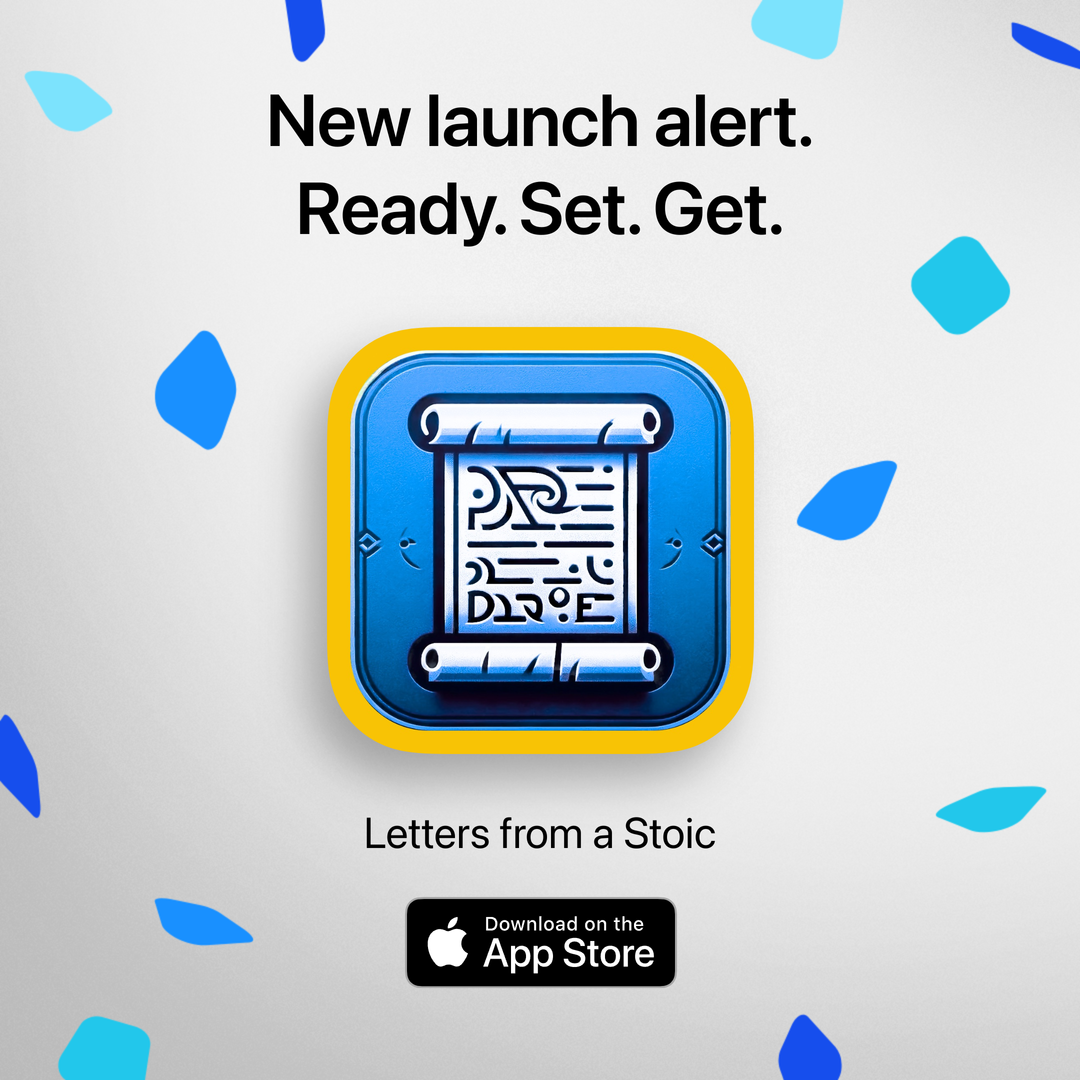 New launch alert.
Ready. Set. Get.
Letters from a Stoic
Download on the
App Store